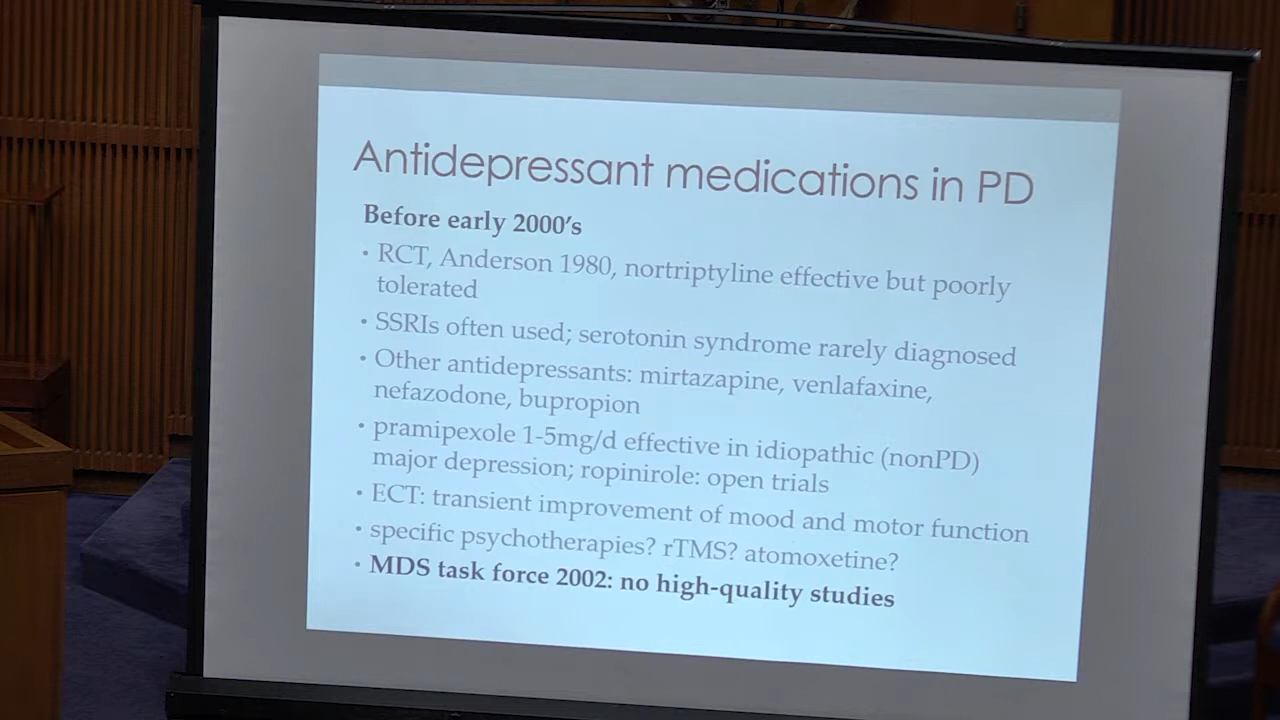 Antidepressant medications in PD
Before early 2000's
• RCT, Anderson 1980, nortriptyline effective but poorly
tolerated
• SSRIs often used; serotonin syndrome rarely diagnosed
• Other antidepressants: mirtazapine, venlafaxine,
nefazodone, bupropion
• pramipexole 1-5mg/d effective in idiopathic (nonPD)
major depression; ropinirole: open trials
• ECT: transient improvement of mood and motor function
• specific psychotherapies? rTMS? atomoxetine?
• MDS task force 2002: no high-quality studies